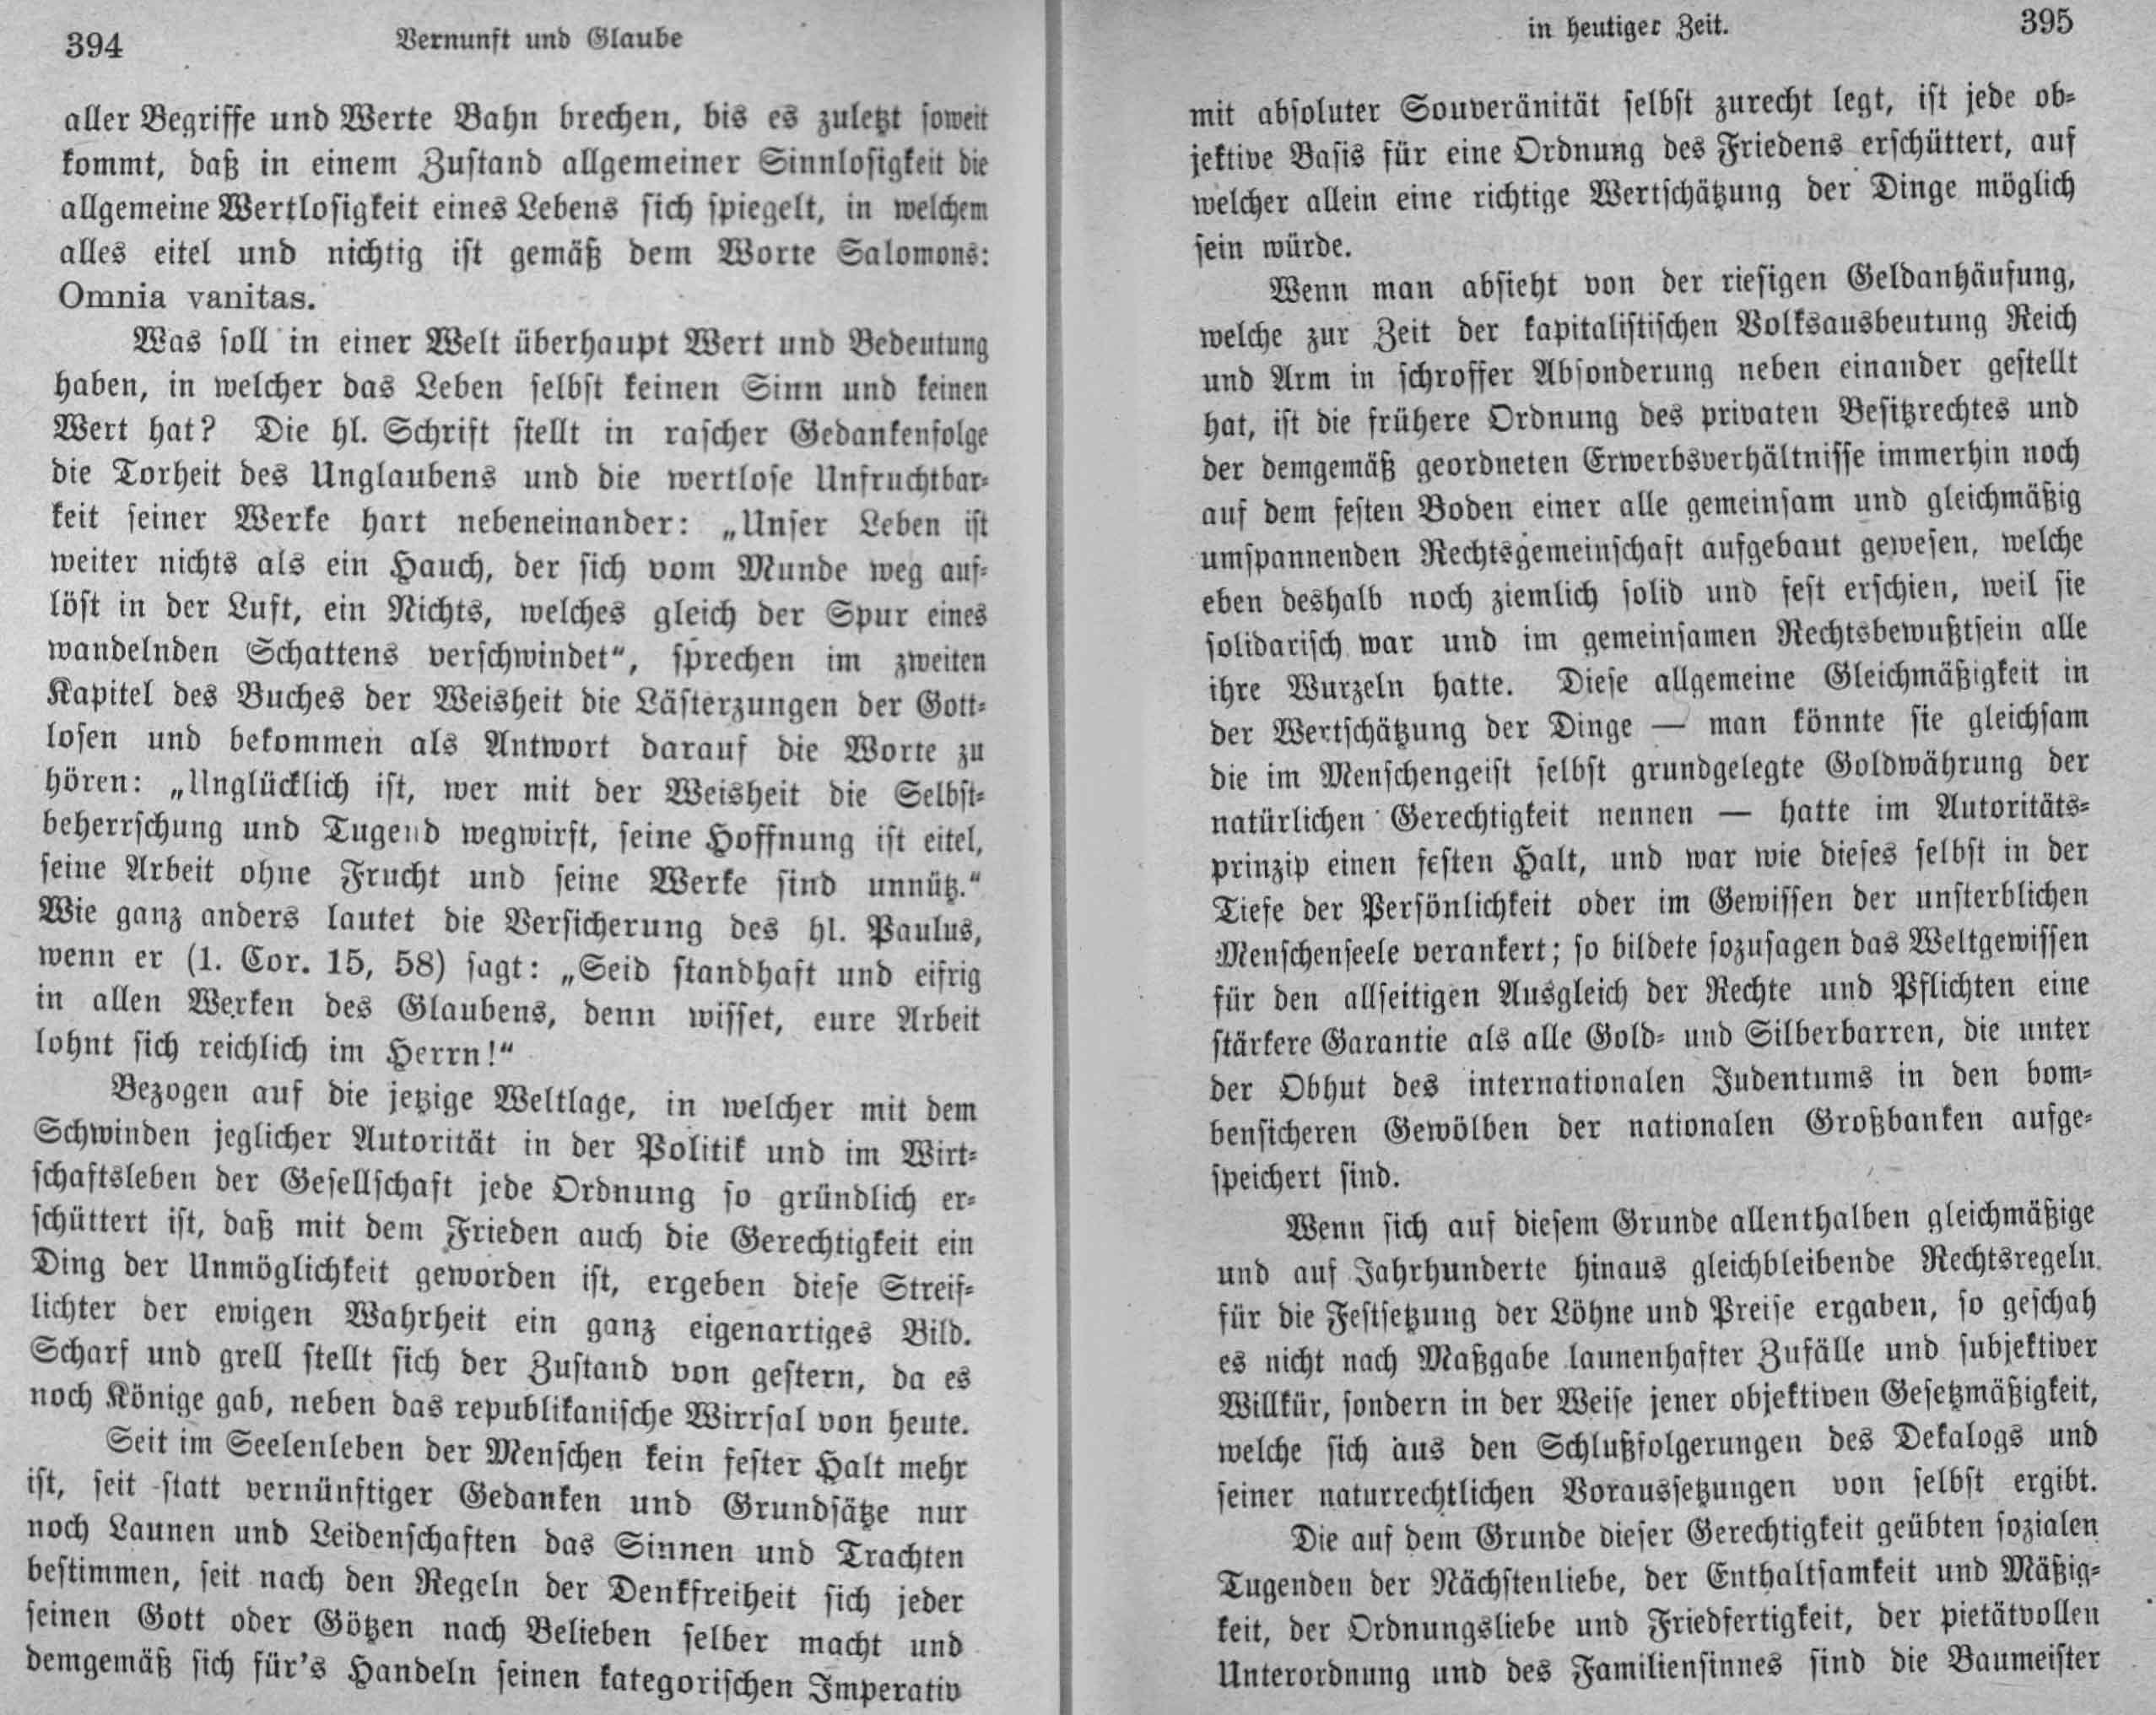 394 Vernunft und Glaube
aller Begriffe und Werte Bahn brechen, bis es zuletzt soweit
kommt, daß in einem Zustand allgemeiner Sinnlosigkeit die
allgemeine Wertlosigkeit eines Lebens sich spiegelt, in welchem
alles eitel und nichtig ist gemäß dem Worte Salomons:
Omnia vanitas.
Was soll in einer Welt überhaupt Wert und Bedeutung
haben, in welcher das Leben selbst keinen Sinn und keinen
Wert hat? Die hl. Schrift stellt in rascher Gedankenfolge
die Torheit des Unglaubens und die wertlose Unfruchtbar-
keit seiner Werke hart nebeneinander: „Unser Leben ist
weiter nichts als ein Hauch, der sich vom Munde weg auf-
löst in der Luft, ein Nichts, welches gleich der Spur eines
wandelnden Schattens verschwindet“, sprechen im zweiten
Kapitel des Buches der Weisheit die Lästerzungen der Gott-
losen und bekommen als Antwort darauf die Worte zu
hören: „Unglücklich ist, wer mit der Weisheit die Selbst-
beherrschung und Tugend wegwirft, seine Hoffnung ist eitel,
seine Arbeit ohne Frucht und seine Werke sind unnütz.“
Wie ganz anders lautet die Versicherung des hl. Paulus,
wenn er (1. Cor. 15, 58) sagt: „Seid standhaft und eifrig
in allen Werken des Glaubens, denn wisset, eure Arbeit
lohnt sich reichlich im Herrn!“
Bezogen auf die jetzige Weltlage, in welcher mit dem
Schwinden jeglicher Autorität in der Politik und im Wirt-
schaftsleben der Gesellschaft jede Ordnung so gründlich er-
schüttert ist, daß mit dem Frieden auch die Gerechtigkeit ein
Ding der Unmöglichkeit geworden ist, ergeben diese Streif-
lichter der ewigen Wahrheit ein ganz eigenartiges Bild.
Scharf und grell stellt sich der Zustand von gestern, da es
noch Könige gab, neben das republikanische Wirrsal von heute.
Seit im Seelenleben der Menschen kein fester Halt mehr
ist, seit statt vernünftiger Gedanken und Grundsätze nur
noch Launen und Leidenschaften das Sinnen und Trachten
bestimmen, seit nach den Regeln der Denkfreiheit sich jeder
seinen Gott oder Götzen nach Belieben selber macht und
demgemäß sich für's Handeln seinen kategorischen Imperativ
in heutiger Zeit. 395
mit absoluter Souveränität selbst zurecht legt, ist jede ob-
jektive Basis für eine Ordnung des Friedens erschüttert, auf
welcher allein eine richtige Wertschätzung der Dinge möglich
sein würde.
Wenn man absieht von der riesigen Geldanhäufung,
welche zur Zeit der kapitalistischen Volksausbeutung Reich
und Arm in schroffer Absonderung neben einander gestellt
hat, ist die frühere Ordnung des privaten Besitzrechtes und
der demgemäß geordneten Erwerbsverhältnisse immerhin noch
auf dem festen Boden einer alle gemeinsam und gleichmäßig
umspannenden Rechtsgemeinschaft aufgebaut gewesen, welche
eben deshalb noch ziemlich solid und fest erschien, weil sie
solidarisch war und im gemeinsamen Rechtsbewußtsein alle
ihre Wurzeln hatte. Diese allgemeine Gleichmäßigkeit in
der Wertschätzung der Dinge — man könnte sie gleichsam
die im Menschengeist selbst grundgelegte Goldwährung der
natürlichen Gerechtigkeit nennen — hatte im Autoritäts-
prinzip einen festen Halt, und war wie dieses selbst in der
Tiefe der Persönlichkeit oder im Gewissen der unsterblichen
Menschenseele verankert; so bildete sozusagen das Weltgewissen
für den allseitigen Ausgleich der Rechte und Pflichten eine
stärkere Garantie als alle Gold- und Silberbarren, die unter
der Obhut des internationalen Judentums in den bom-
bensicheren Gewölben der nationalen Großbanken aufge-
speichert sind.
Wenn sich auf diesem Grunde allenthalben gleichmäßige
und auf Jahrhunderte hinaus gleichbleibende Rechtsregeln
für die Festsetzung der Löhne und Preise ergaben, so geschah
es nicht nach Maßgabe launenhafter Zufälle und subjektiver
Willkür, sondern in der Weise jener objektiven Gesetzmäßigkeit,
welche sich aus den Schlußfolgerungen des Dekalogs und
seiner naturrechtlichen Voraussetzungen von selbst ergibt.
Die auf dem Grunde dieser Gerechtigkeit geübten sozialen
Tugenden der Nächstenliebe, der Enthaltsamkeit und Mäßig-
keit, der Ordnungsliebe und Friedfertigkeit, der pietätvollen
Unterordnung und des Familiensinnes sind die Baumeister